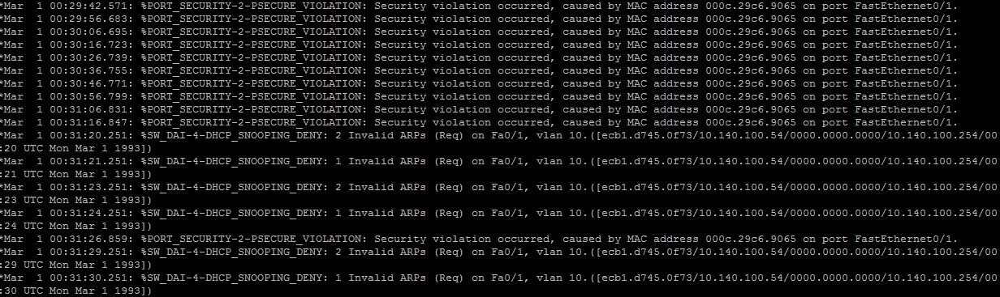 *Mar  1 00:29:42.571: %PORT_SECURITY-2-PSECURE_VIOLATION: Security violation occurred, caused by MAC address 000c.29c6.9065 on port FastEthernet0/1.
*Mar  1 00:29:56.683: %PORT_SECURITY-2-PSECURE_VIOLATION: Security violation occurred, caused by MAC address 000c.29c6.9065 on port FastEthernet0/1.
*Mar  1 00:30:06.695: %PORT_SECURITY-2-PSECURE_VIOLATION: Security violation occurred, caused by MAC address 000c.29c6.9065 on port FastEthernet0/1.
*Mar  1 00:30:16.723: %PORT_SECURITY-2-PSECURE_VIOLATION: Security violation occurred, caused by MAC address 000c.29c6.9065 on port FastEthernet0/1.
*Mar  1 00:30:26.739: %PORT_SECURITY-2-PSECURE_VIOLATION: Security violation occurred, caused by MAC address 000c.29c6.9065 on port FastEthernet0/1.
*Mar  1 00:30:36.755: %PORT_SECURITY-2-PSECURE_VIOLATION: Security violation occurred, caused by MAC address 000c.29c6.9065 on port FastEthernet0/1.
*Mar  1 00:30:46.771: %PORT_SECURITY-2-PSECURE_VIOLATION: Security violation occurred, caused by MAC address 000c.29c6.9065 on port FastEthernet0/1.
*Mar  1 00:30:56.799: %PORT_SECURITY-2-PSECURE_VIOLATION: Security violation occurred, caused by MAC address 000c.29c6.9065 on port FastEthernet0/1.
*Mar  1 00:31:06.831: %PORT_SECURITY-2-PSECURE_VIOLATION: Security violation occurred, caused by MAC address 000c.29c6.9065 on port FastEthernet0/1.
*Mar  1 00:31:16.847: %PORT_SECURITY-2-PSECURE_VIOLATION: Security violation occurred, caused by MAC address 000c.29c6.9065 on port FastEthernet0/1.
*Mar  1 00:31:20.251: %SW_DAI-4-DHCP_SNOOPING_DENY: 2 Invalid ARPs (Req) on Fa0/1, vlan 10.([ecb1.d745.0f73/10.140.100.54/0000.0000.0000/10.140.100.254/00
:20 UTC Mon Mar 1 1993])
*Mar  1 00:31:21.251: %SW_DAI-4-DHCP_SNOOPING_DENY: 1 Invalid ARPs (Req) on Fa0/1, vlan 10.([ecb1.d745.0f73/10.140.100.54/0000.0000.0000/10.140.100.254/00
:21 UTC Mon Mar 1 1993])
*Mar  1 00:31:23.251: %SW_DAI-4-DHCP_SNOOPING_DENY: 2 Invalid ARPs (Req) on Fa0/1, vlan 10.([ecb1.d745.0f73/10.140.100.54/0000.0000.0000/10.140.100.254/00
:23 UTC Mon Mar 1 1993])
*Mar  1 00:31:24.251: %SW_DAI-4-DHCP_SNOOPING_DENY: 1 Invalid ARPs (Req) on Fa0/1, vlan 10.([ecb1.d745.0f73/10.140.100.54/0000.0000.0000/10.140.100.254/00
:24 UTC Mon Mar 1 1993])
*Mar  1 00:31:26.859: %PORT_SECURITY-2-PSECURE_VIOLATION: Security violation occurred, caused by MAC address 000c.29c6.9065 on port FastEthernet0/1.
*Mar  1 00:31:29.251: %SW_DAI-4-DHCP_SNOOPING_DENY: 2 Invalid ARPs (Req) on Fa0/1, vlan 10.([ecb1.d745.0f73/10.140.100.54/0000.0000.0000/10.140.100.254/00
:29 UTC Mon Mar 1 1993])
*Mar  1 00:31:30.251: %SW_DAI-4-DHCP_SNOOPING_DENY: 1 Invalid ARPs (Req) on Fa0/1, vlan 10.([ecb1.d745.0f73/10.140.100.54/0000.0000.0000/10.140.100.254/00
:30 UTC Mon Mar 1 1993])